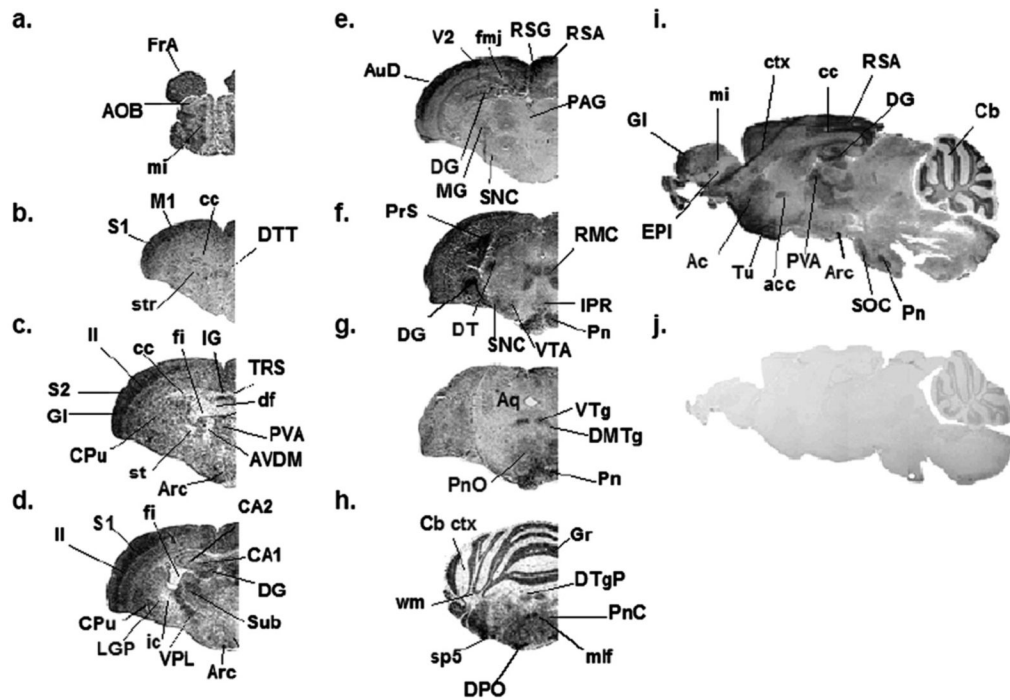 a.
FrA
AOB
mi
b.
M1
cc
S1
DTT
str
c.
II
cc
fi
IG
TRS
S2
df
GI
PVA
CPu
AVDM
st
Arc
d.
fi
CA2
S1
II
CA1
DG
CPu
Sub
LGP
ic
VPL
Arc
e.
V2
fmj
RSG
RSA
AuD
PAG
DG
MG
SNC
f.
PrS
RMC
IPR
DG
DT
SNC
VTA
Pn
g.
Aq
VTg
DMTg
PnO
Pn
h.
Cb ctx
Gr
DTgP
wm
PnC
sp5
mlf
DPO
i.
ctx
cc
RSA
mi
DG
GI
Cb
EPI
Ac
Tu
acc
PVA
Arc
SOC
Pn
j.